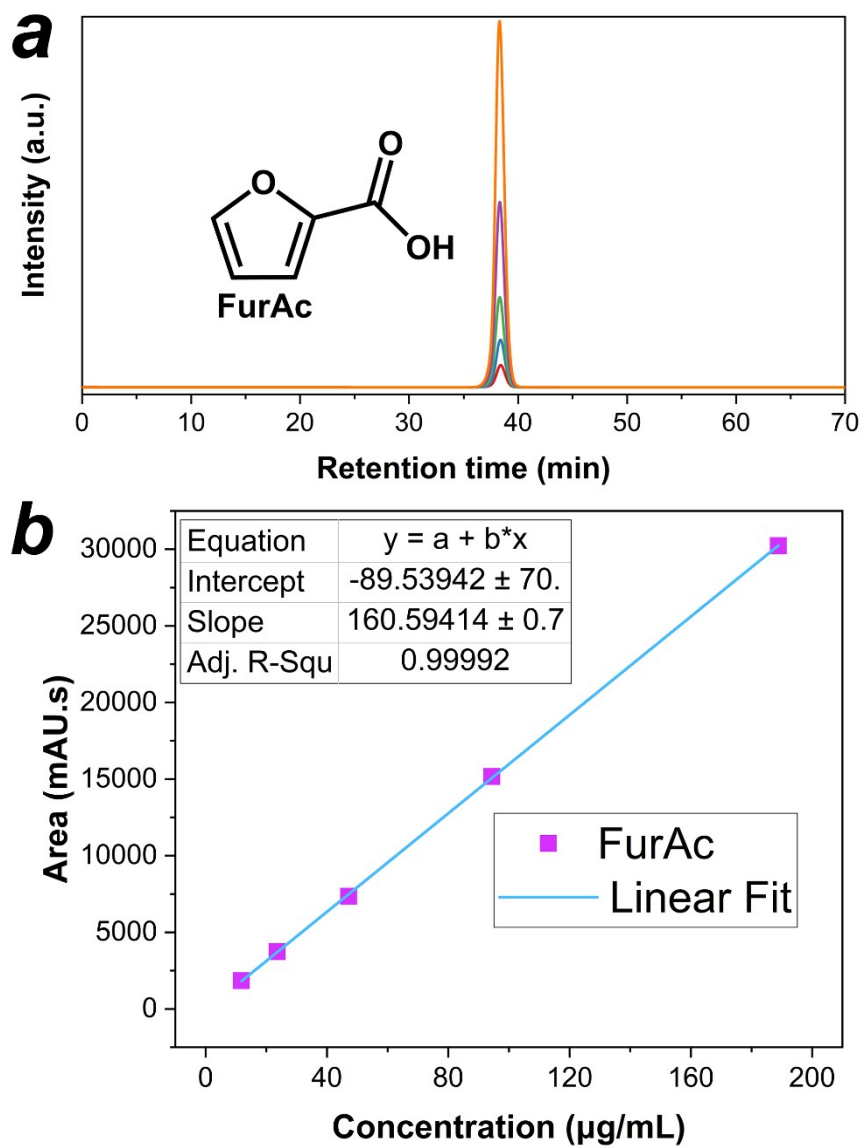 a
Intensity (a.u.)
O
O
OH
FurAc
0 10 20 30 40 50 60 70
Retention time (min)
b
Equation y = a + b*x
Intercept -89.53942 ± 70.
Slope 160.59414 ± 0.7
Adj. R-Squ 0.99992
30000
25000
20000
15000
10000
5000
0
Area (mAU.s)
FurAc
Linear Fit
0 40 80 120 160 200
Concentration (µg/mL)